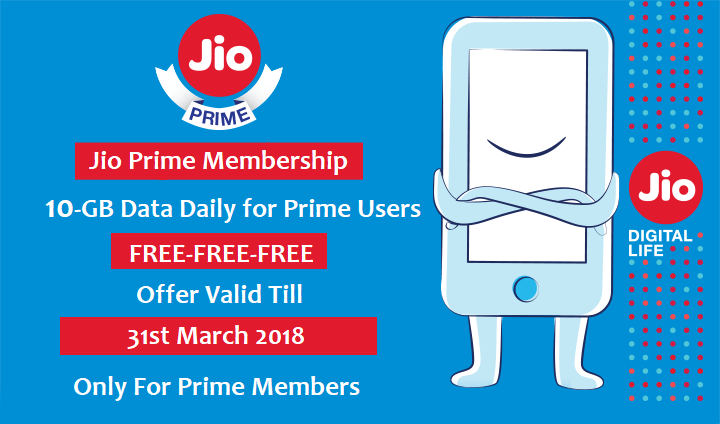 Jio
PRIME
Jio Prime Membership
10-GB Data Daily for Prime Users
FREE-FREE-FREE
Offer Valid Till
31st March 2018
Only For Prime Members
Jio
DIGITAL
LIFE